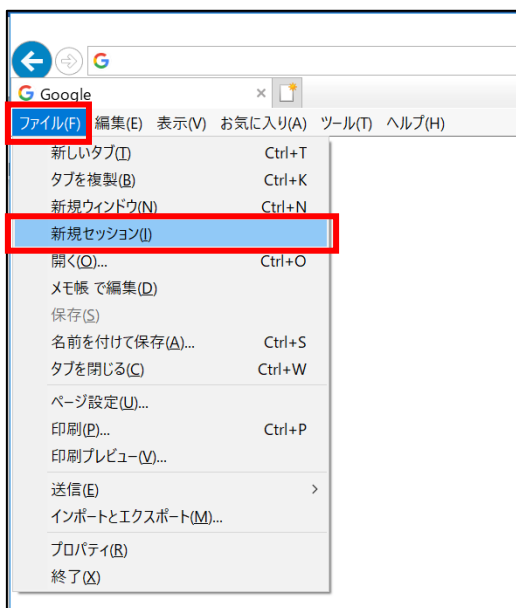 G
G Google ×
ファイル(F) 編集(E) 表示(V) お気に入り(A) ツール(T) ヘルプ(H)
新しいタブ(T) Ctrl+T
タブを複製(B) Ctrl+K
新規ウィンドウ(N) Ctrl+N
新規セッション(I)
開く(O)... Ctrl+O
メモ帳 で編集(D)
保存(S)
名前を付けて保存(A)... Ctrl+S
タブを閉じる(C) Ctrl+W
ページ設定(U)...
印刷(P)... Ctrl+P
印刷プレビュー(V)...
送信(E)
インポートとエクスポート(M)...
プロパティ(R)
終了(X)